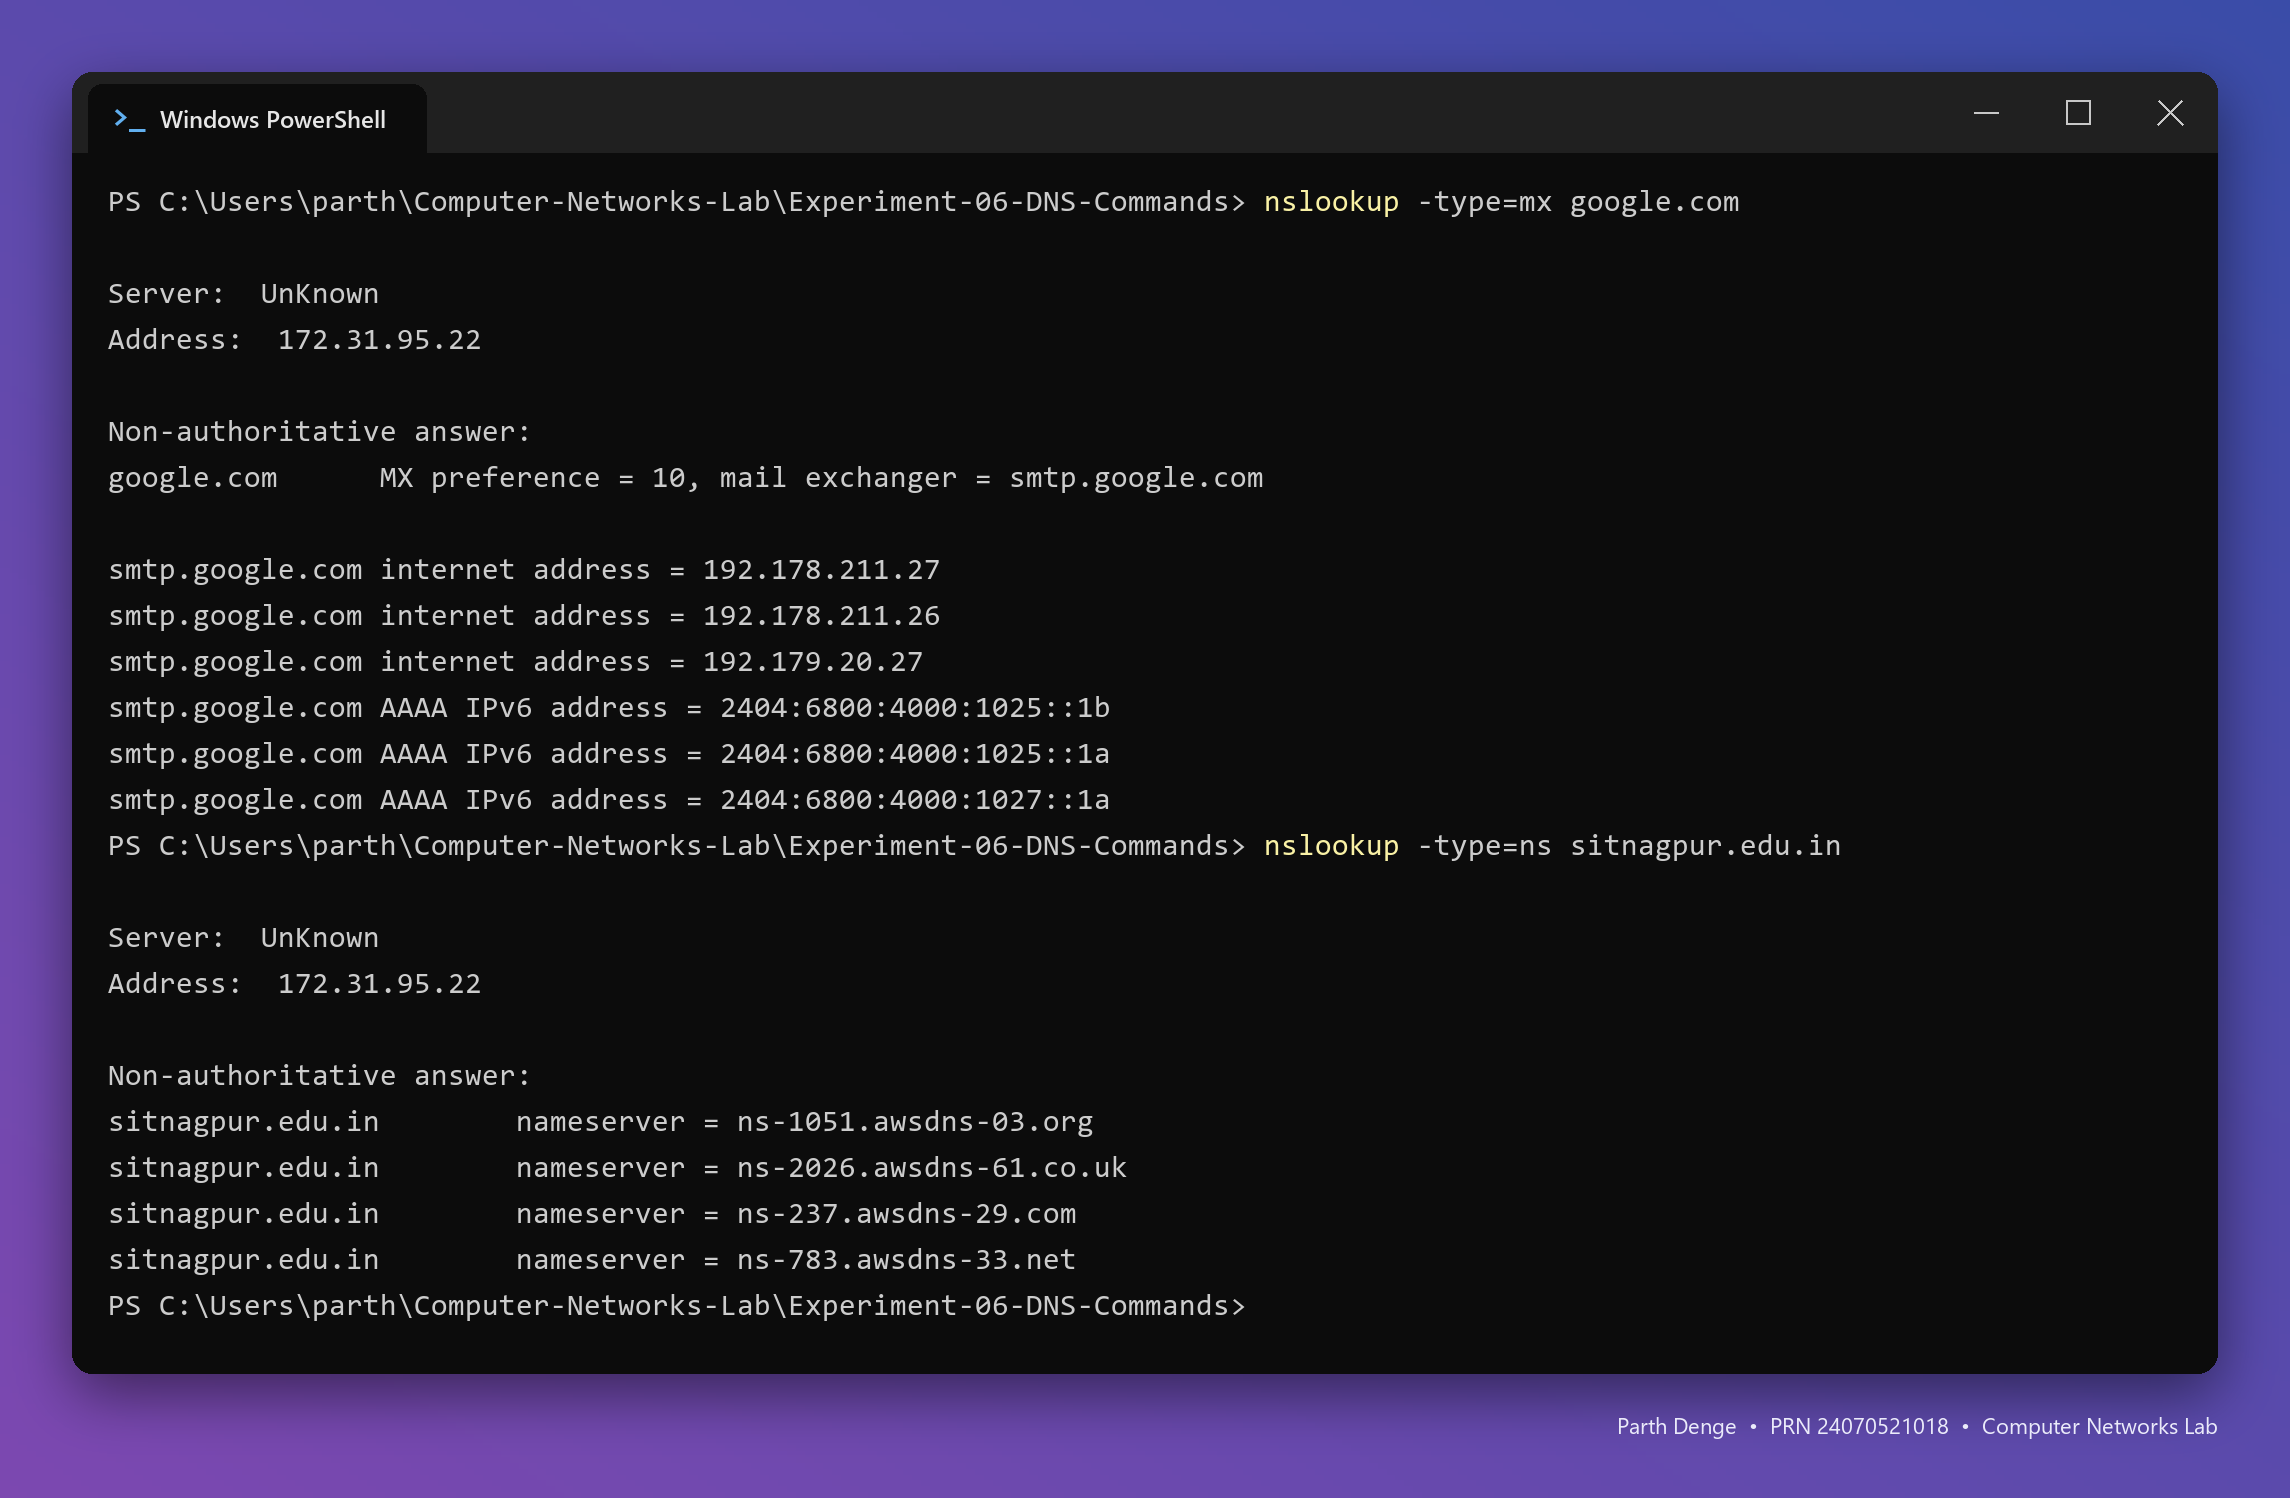 >_ Windows PowerShell
PS C:\Users\parth\Computer-Networks-Lab\Experiment-06-DNS-Commands> nslookup -type=mx google.com
Server:  UnKnown
Address:  172.31.95.22
Non-authoritative answer:
google.com      MX preference = 10, mail exchanger = smtp.google.com
smtp.google.com internet address = 192.178.211.27
smtp.google.com internet address = 192.178.211.26
smtp.google.com internet address = 192.179.20.27
smtp.google.com AAAA IPv6 address = 2404:6800:4000:1025::1b
smtp.google.com AAAA IPv6 address = 2404:6800:4000:1025::1a
smtp.google.com AAAA IPv6 address = 2404:6800:4000:1027::1a
PS C:\Users\parth\Computer-Networks-Lab\Experiment-06-DNS-Commands> nslookup -type=ns sitnagpur.edu.in
Server:  UnKnown
Address:  172.31.95.22
Non-authoritative answer:
sitnagpur.edu.in        nameserver = ns-1051.awsdns-03.org
sitnagpur.edu.in        nameserver = ns-2026.awsdns-61.co.uk
sitnagpur.edu.in        nameserver = ns-237.awsdns-29.com
sitnagpur.edu.in        nameserver = ns-783.awsdns-33.net
PS C:\Users\parth\Computer-Networks-Lab\Experiment-06-DNS-Commands>
Parth Denge • PRN 24070521018 • Computer Networks Lab